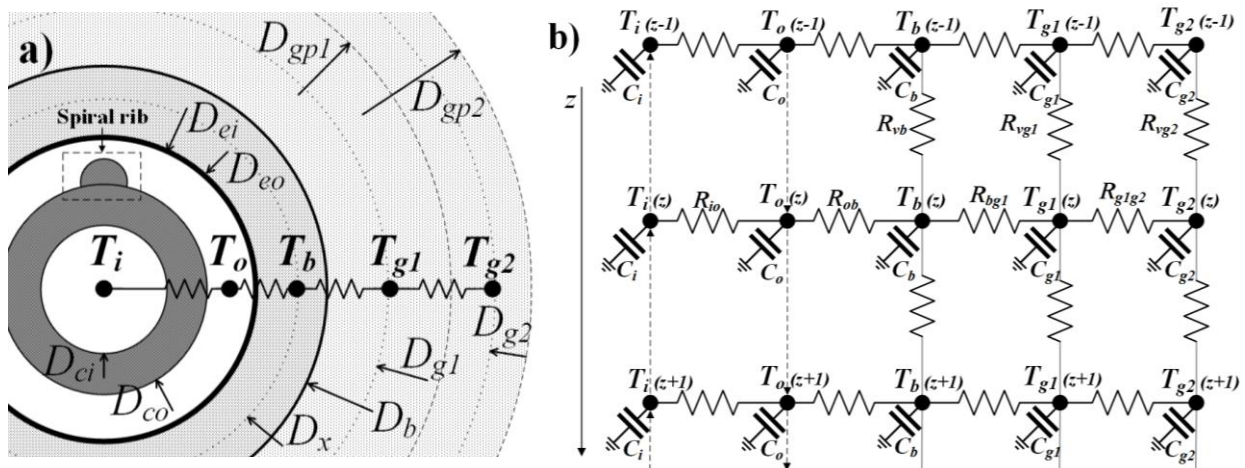 a)
D_gp1
D_gp2
Spiral rib
D_ei
D_eo
T_i T_o T_b T_g1 T_g2
D_ci
D_co
D_x
D_b
D_g1
D_g2
b)
T_i (z-1) T_o (z-1) T_b (z-1) T_g1 (z-1) T_g2 (z-1)
C_i C_o C_b C_g1 C_g2
z
R_vb R_vg1 R_vg2
T_i (z) R_io T_o (z) R_ob T_b (z) R_bg1 T_g1 (z) R_g1g2 T_g2 (z)
C_i C_o C_b C_g1 C_g2
T_i (z+1) T_o (z+1) T_b (z+1) T_g1 (z+1) T_g2 (z+1)
C_i C_o C_b C_g1 C_g2